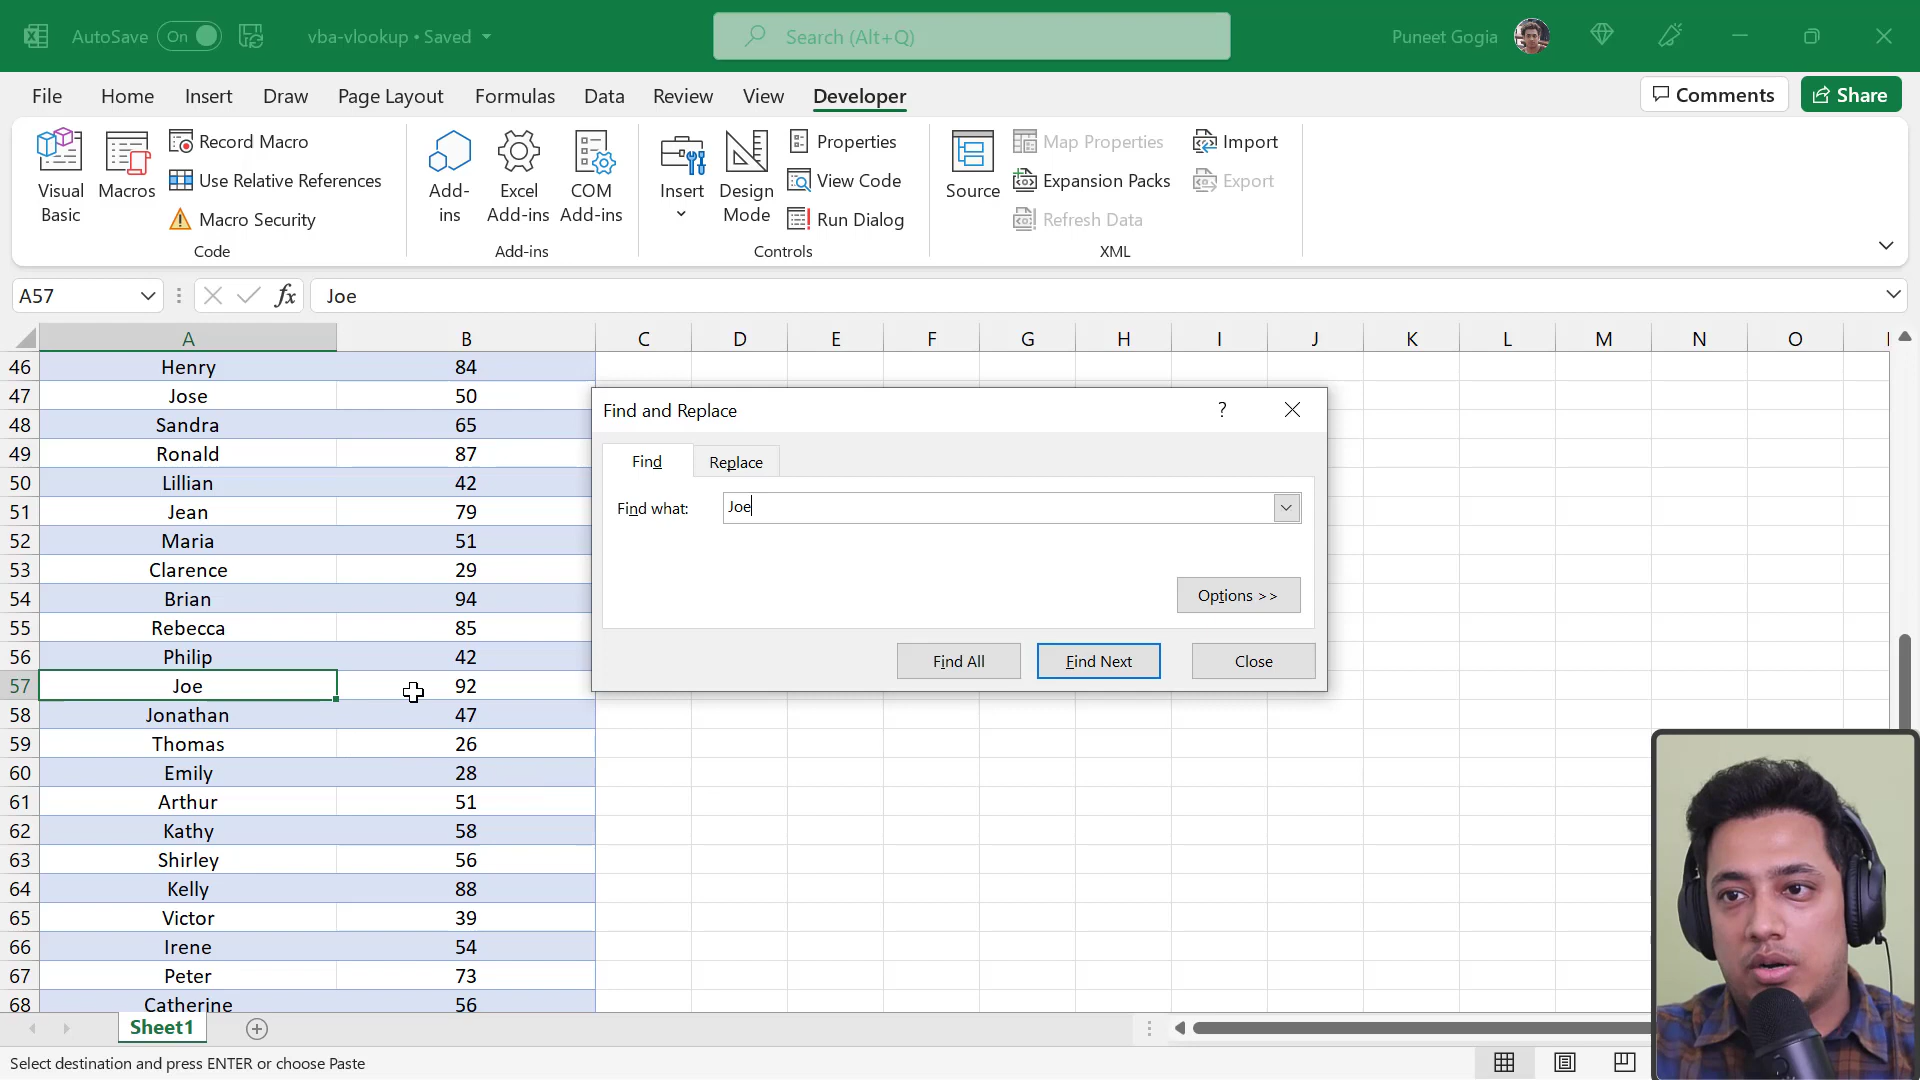 AutoSave On vba-vlookup • Saved Search (Alt+Q) Puneet Gogia
File Home Insert Draw Page Layout Formulas Data Review View Developer Comments Share
Visual Basic
Macros
Record Macro
Use Relative References
Macro Security
Code
Add-ins
Excel Add-ins
COM Add-ins
Add-ins
Insert
Design Mode
Properties
View Code
Run Dialog
Controls
Source
Map Properties
Expansion Packs
Refresh Data
Import
Export
XML
A57 fx Joe
A B C D E F G H I J K L M N O
46 Henry 84
47 Jose 50
48 Sandra 65
49 Ronald 87
50 Lillian 42
51 Jean 79
52 Maria 51
53 Clarence 29
54 Brian 94
55 Rebecca 85
56 Philip 42
57 Joe 92
58 Jonathan 47
59 Thomas 26
60 Emily 28
61 Arthur 51
62 Kathy 58
63 Shirley 56
64 Kelly 88
65 Victor 39
66 Irene 54
67 Peter 73
68 Catherine 56
Find and Replace ?
Find Replace
Find what: Joe
Options >>
Find All Find Next Close
Sheet1
Select destination and press ENTER or choose Paste